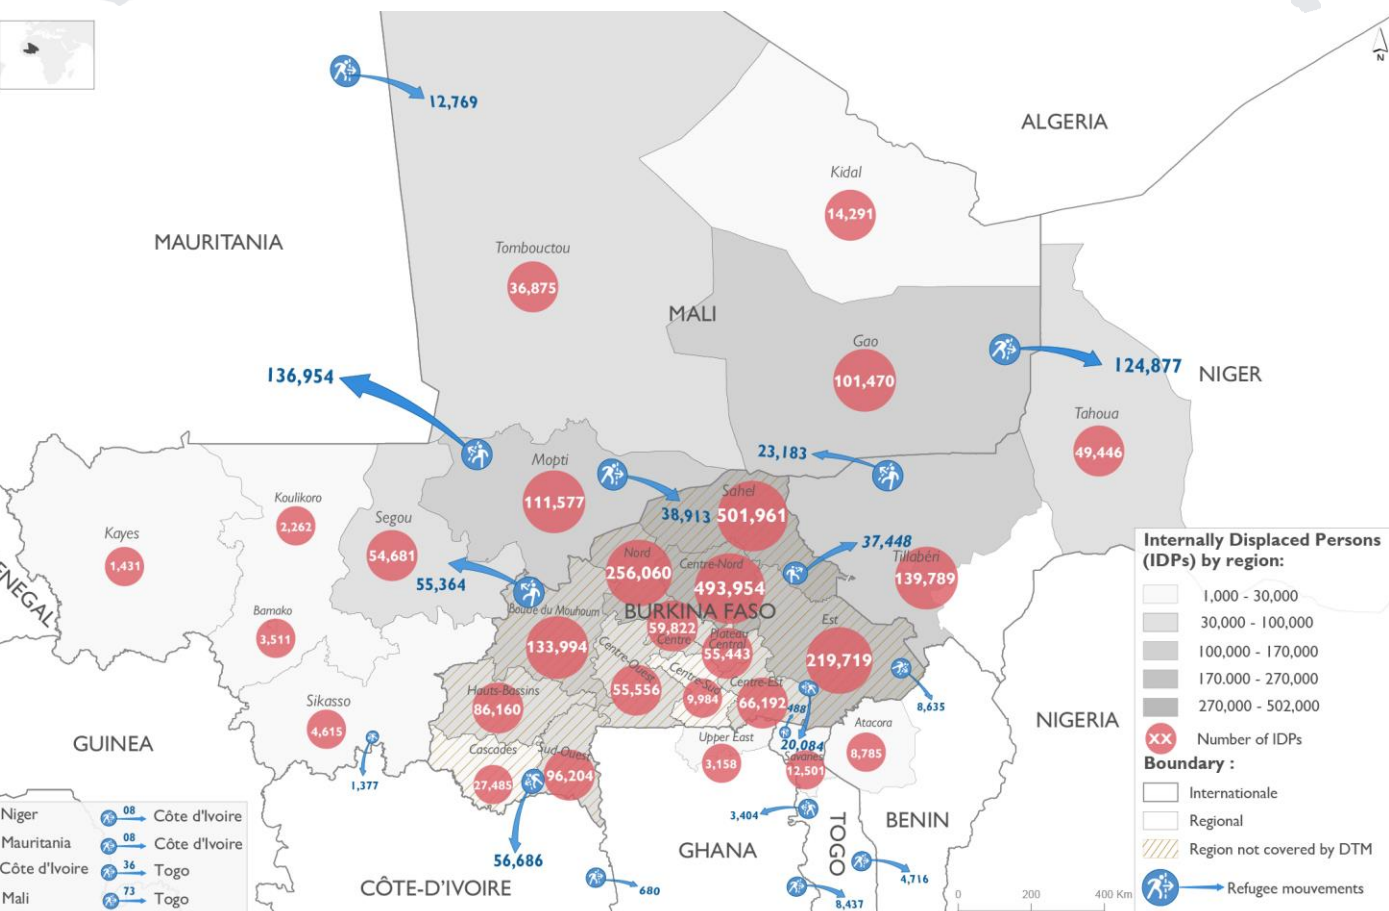 N
ALGERIA
12,769
Kidal
14,291
MAURITANIA
Tombouctou
36,875
MALI
Gao
101,470
124,877
NIGER
136,954
Tahoua
49,446
23,183
Mopti
111,577
Sahel
501,961
38,913
Koulikoro
2,262
Segou
54,681
Kayes
1,431
55,364
37,448
Tillabéri
139,789
Nord
256,060
Centre-Nord
493,954
BURKINA FASO
Boucle du Mouhoum
133,994
59,822
Centre
Plateau
Central
55,443
Est
219,719
ENEGAL
Bamako
3,511
Centre-Ouest
55,556
Centre-Sud
9,984
Centre-Est
66,192
8,635
Hauts-Bassins
86,160
Sikasso
4,615
1,377
488
20,084
Atacora
8,785
NIGERIA
GUINEA
Cascades
27,485
Sud-Ouest
96,204
Upper East
3,158
Savanes
12,501
3,404
BENIN
TOGO
GHANA
56,686
CÔTE-D'IVOIRE
680
8,437
4,716
Niger 08 Côte d'Ivoire
Mauritania 08 Côte d'Ivoire
Côte d'Ivoire 36 Togo
Mali 73 Togo
Internally Displaced Persons
(IDPs) by region:
1,000 - 30,000
30,000 - 100,000
100,000 - 170,000
170.000 - 270,000
270,000 - 502,000
XX Number of IDPs
Boundary :
Internationale
Regional
Region not covered by DTM
Refugee mouvements
0 200 400 Km